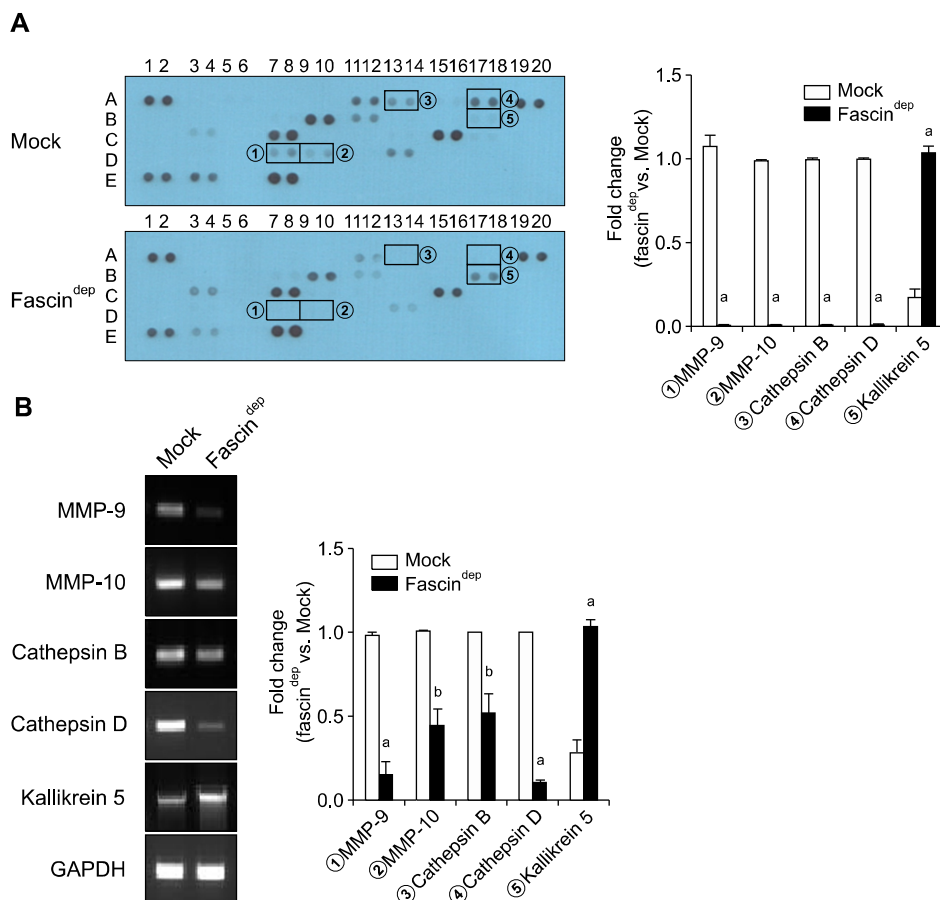 A
1 2 3 4 5 6 7 8 9 10 11 12 13 14 15 16 17 18 19 20
Mock
A ③ ④
B ⑤
C
D ① ②
E
1 2 3 4 5 6 7 8 9 10 11 12 13 14 15 16 17 18 19 20
Fascin^dep
A ③ ④
B ⑤
C
D ① ②
E
Mock
Fascin^dep
Fold change
(fascin^dep vs. Mock)
1.5
1.0
0.5
0.0
a a a a a
①MMP-9
②MMP-10
③Cathepsin B
④Cathepsin D
⑤Kallikrein 5
B
Mock Fascin^dep
MMP-9
MMP-10
Cathepsin B
Cathepsin D
Kallikrein 5
GAPDH
Mock
Fascin^dep
Fold change
(fascin^dep vs. Mock)
1.5
1.0
0.5
0.0
a b b a a
①MMP-9
②MMP-10
③Cathepsin B
④Cathepsin D
⑤Kallikrein 5